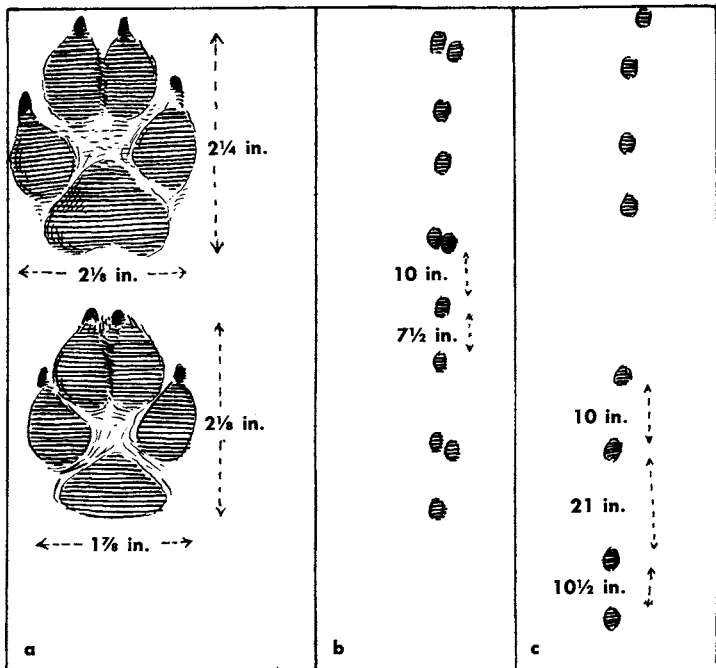 2¼ in.
2⅛ in.
2⅛ in.
1⅞ in.
a
10 in.
7½ in.
b
10 in.
21 in.
10½ in.
c